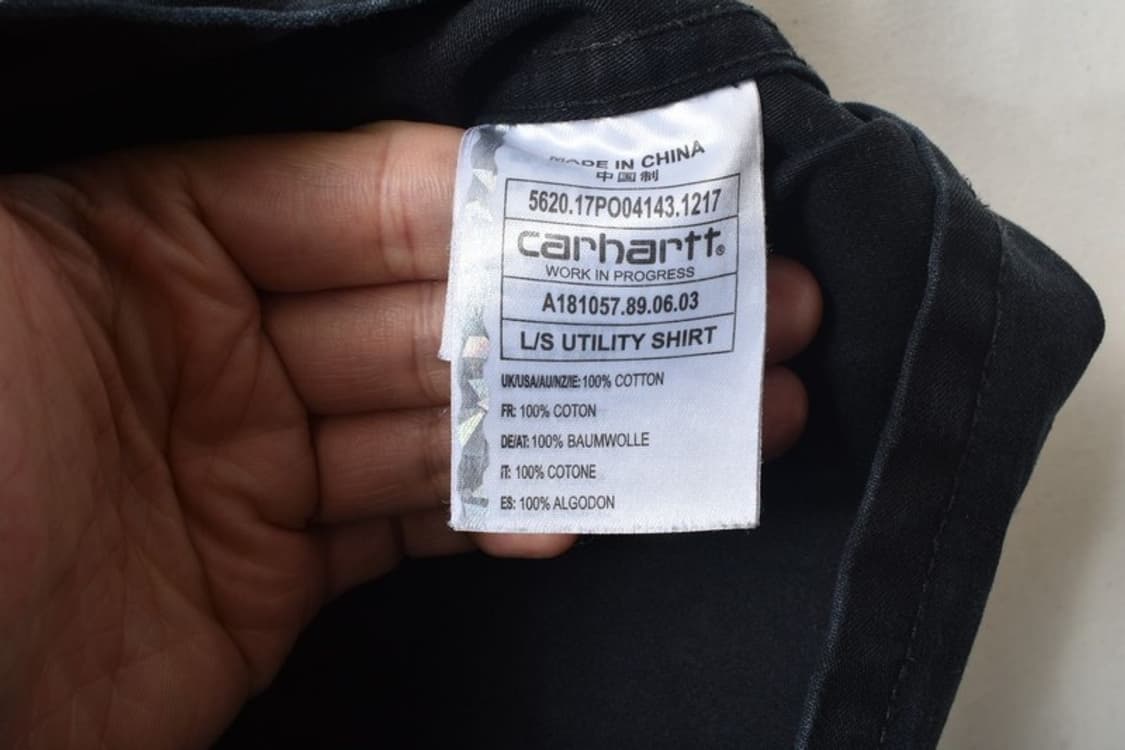 MADE IN CHINA
中国制
5620.17PO04143.1217
carhartt®
WORK IN PROGRESS
A181057.89.06.03
L/S UTILITY SHIRT
UK/USA/AU/NZ/IE: 100% COTTON
FR: 100% COTON
DE/AT: 100% BAUMWOLLE
IT: 100% COTONE
ES: 100% ALGODON